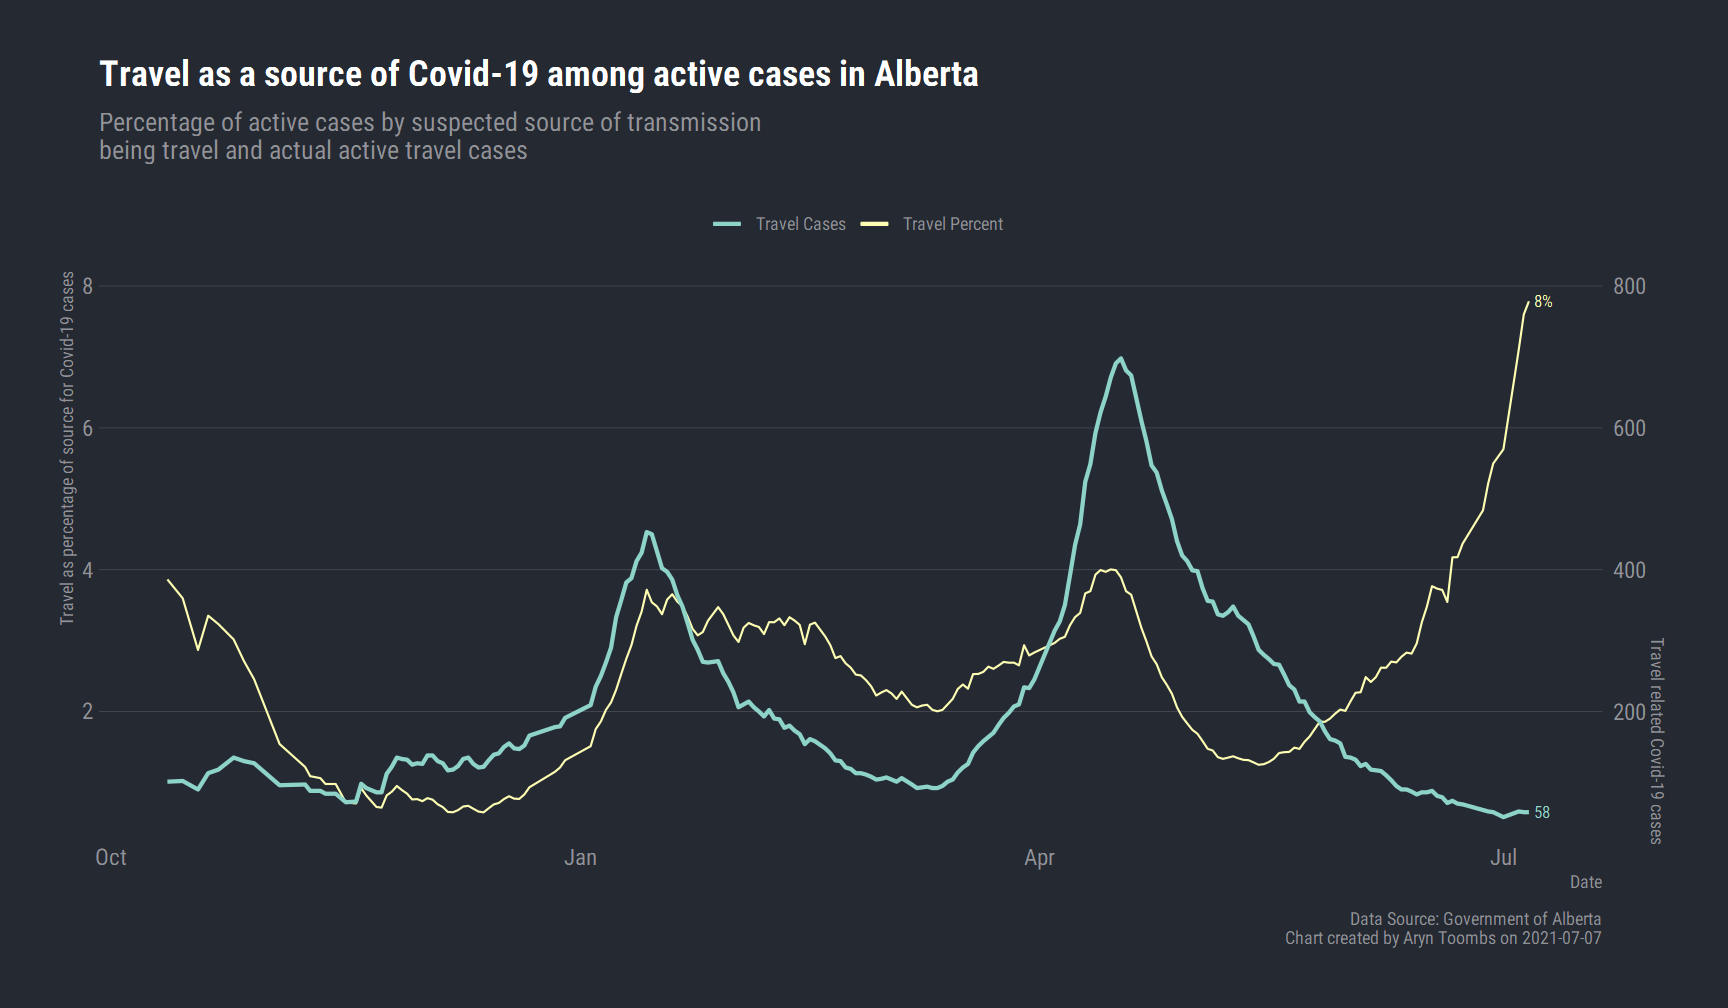 Travel as a source of Covid-19 among active cases in Alberta
Percentage of active cases by suspected source of transmission
being travel and actual active travel cases
Travel Cases
Travel Percent
Travel as percentage of source for Covid-19 cases
8
6
4
2
800
600
400
200
Travel related Covid-19 cases
8%
58
Oct
Jan
Apr
Jul
Date
Data Source: Government of Alberta
Chart created by Aryn Toombs on 2021-07-07